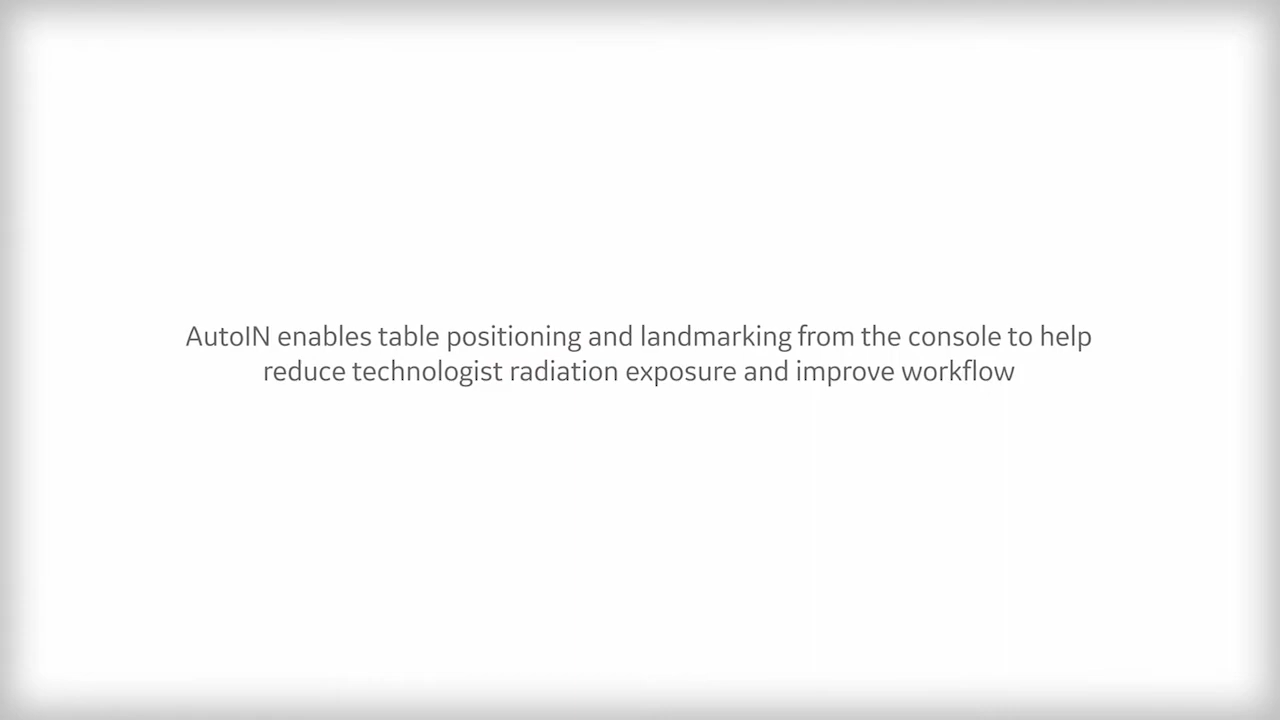 AutoIN enables table positioning and landmarking from the console to help
reduce technologist radiation exposure and improve workflow